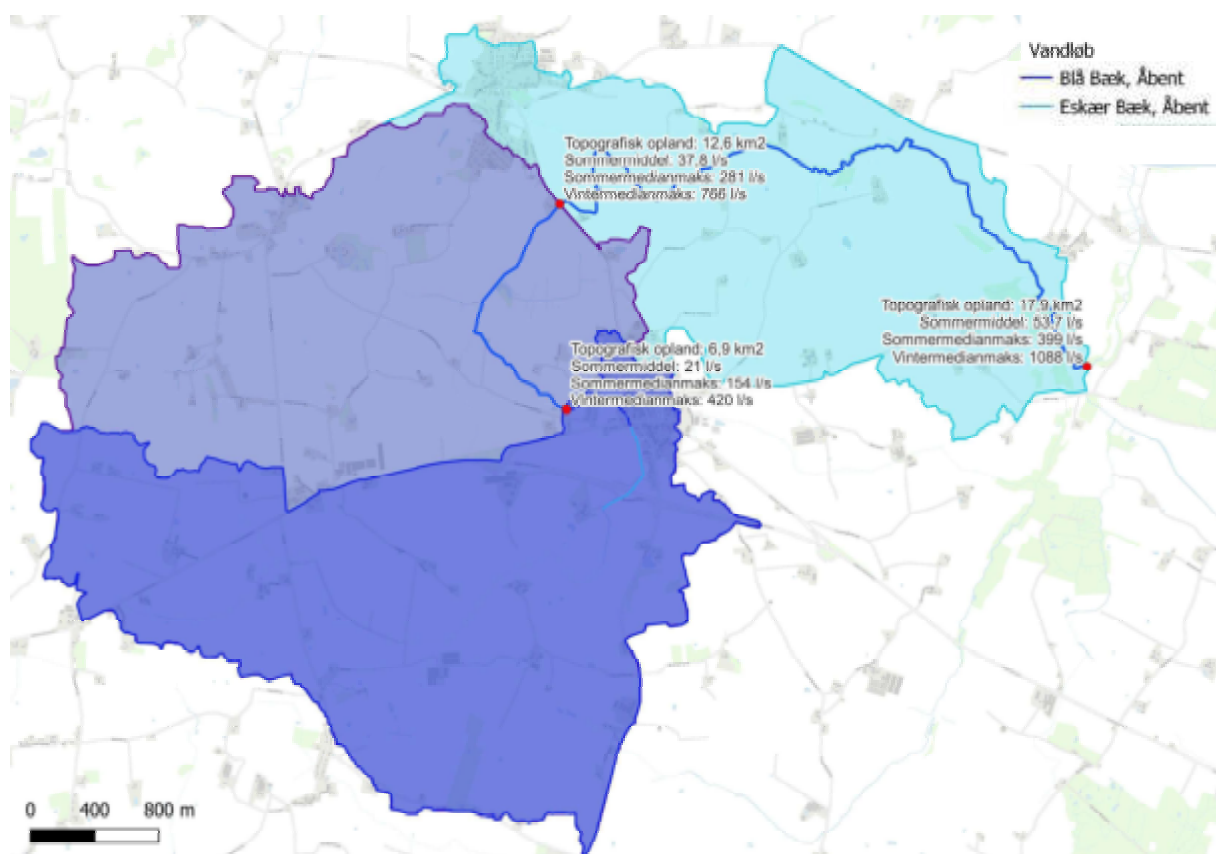 Vandløb
Blå Bæk, Åbent
Eskær Bæk, Åbent
Topografisk opland: 12,6 km2
Sommermiddel: 37,8 l/s
Sommermedianmaks: 281 l/s
Vintermedianmaks: 766 l/s
Topografisk opland: 17,9 km2
Sommermiddel: 53,7 l/s
Sommermedianmaks: 399 l/s
Vintermedianmaks: 1088 l/s
Topografisk opland: 6,9 km2
Sommermiddel: 21 l/s
Sommermedianmaks: 154 l/s
Vintermedianmaks: 420 l/s
0 400 800 m